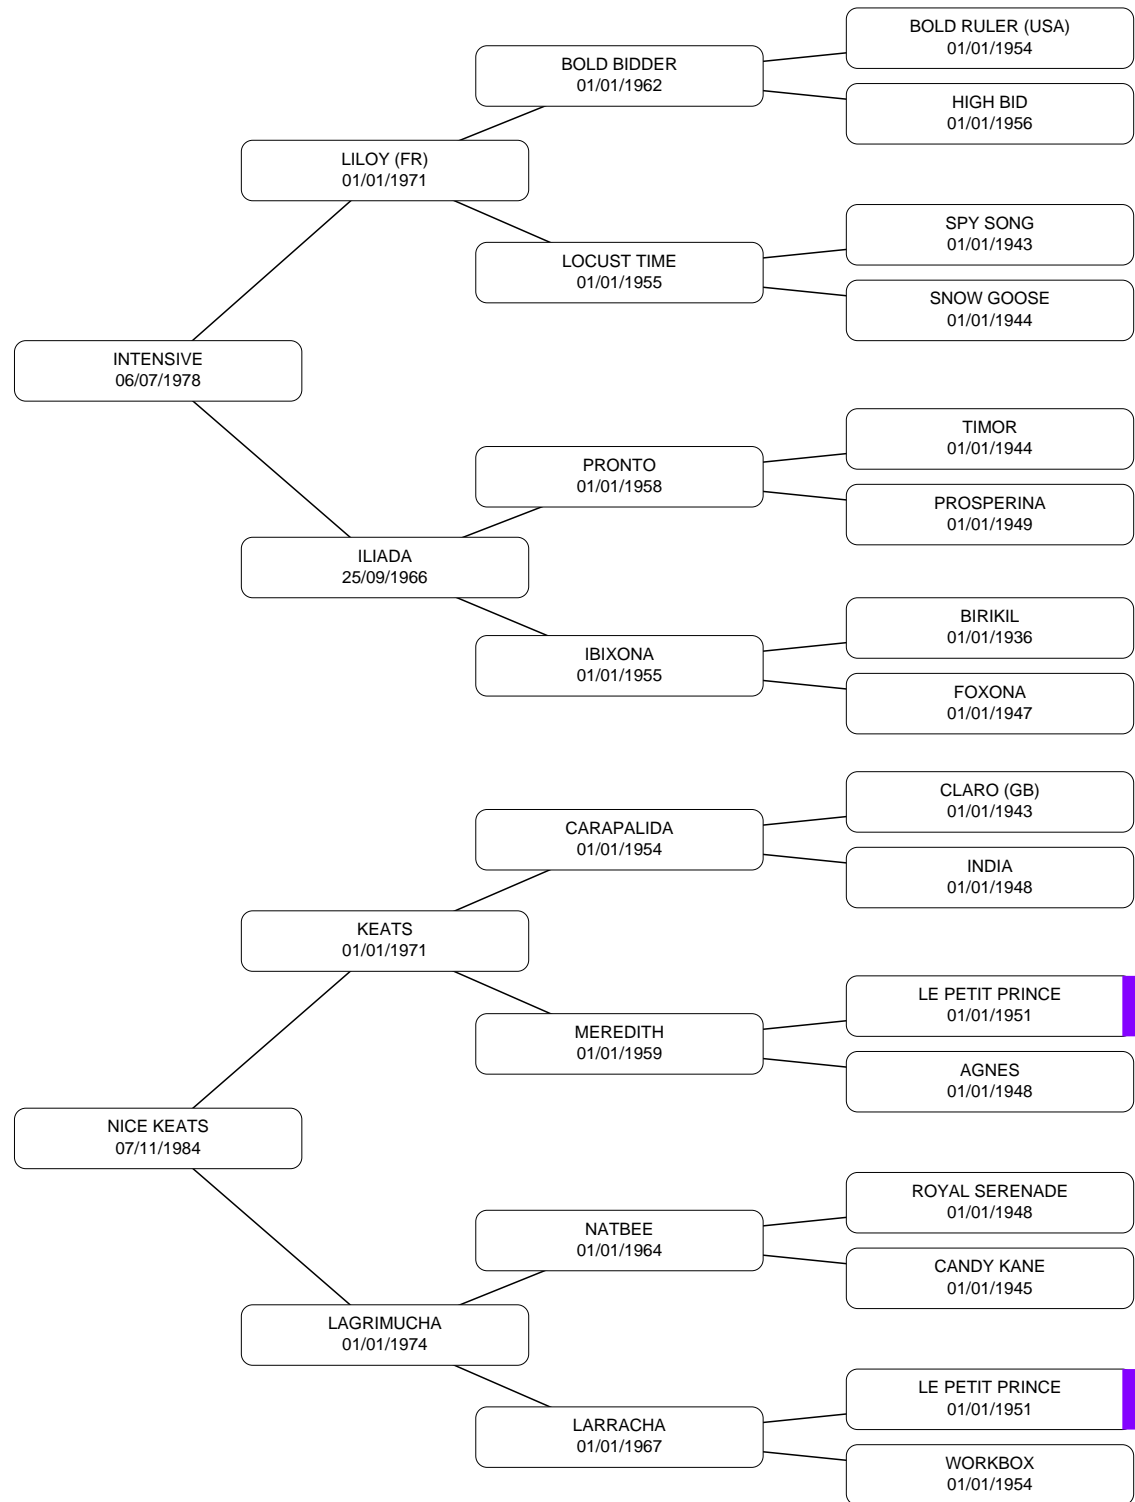 BOLD RULER (USA)
01/01/1954
BOLD BIDDER
01/01/1962
HIGH BID
01/01/1956
LILOY (FR)
01/01/1971
SPY SONG
01/01/1943
LOCUST TIME
01/01/1955
SNOW GOOSE
01/01/1944
INTENSIVE
06/07/1978
TIMOR
01/01/1944
PRONTO
01/01/1958
PROSPERINA
01/01/1949
ILIADA
25/09/1966
BIRIKIL
01/01/1936
IBIXONA
01/01/1955
FOXONA
01/01/1947
CLARO (GB)
01/01/1943
CARAPALIDA
01/01/1954
INDIA
01/01/1948
KEATS
01/01/1971
LE PETIT PRINCE
01/01/1951
MEREDITH
01/01/1959
AGNES
01/01/1948
NICE KEATS
07/11/1984
ROYAL SERENADE
01/01/1948
NATBEE
01/01/1964
CANDY KANE
01/01/1945
LAGRIMUCHA
01/01/1974
LE PETIT PRINCE
01/01/1951
LARRACHA
01/01/1967
WORKBOX
01/01/1954